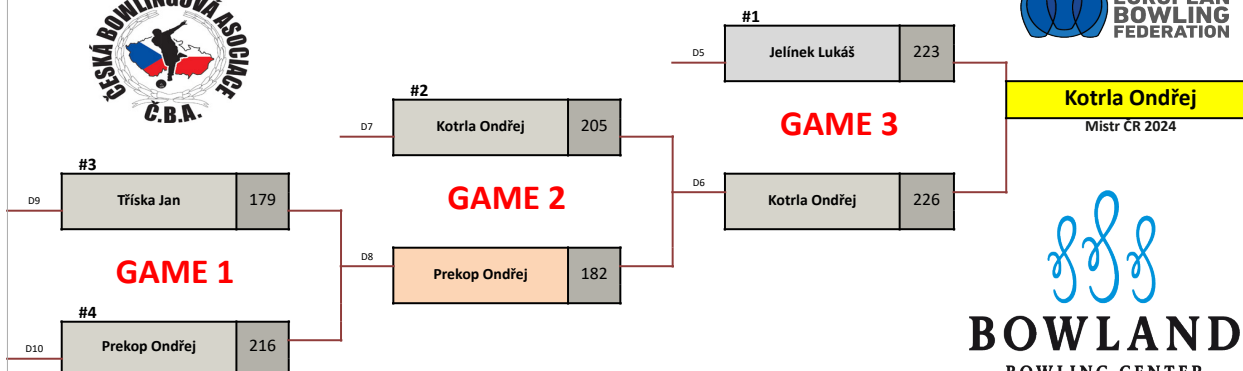 ČESKÁ BOWLINGOVÁ ASOCIACE
Č.B.A.
EUROPEAN
BOWLING
FEDERATION
#1
D5
Jelínek Lukáš
223
GAME 3
D6
Kotrla Ondřej
226
Kotrla Ondřej
Mistr ČR 2024
#2
D7
Kotrla Ondřej
205
GAME 2
D8
Prekop Ondřej
182
#3
D9
Tříska Jan
179
GAME 1
#4
D10
Prekop Ondřej
216
BOWLAND
BOWLING CENTER